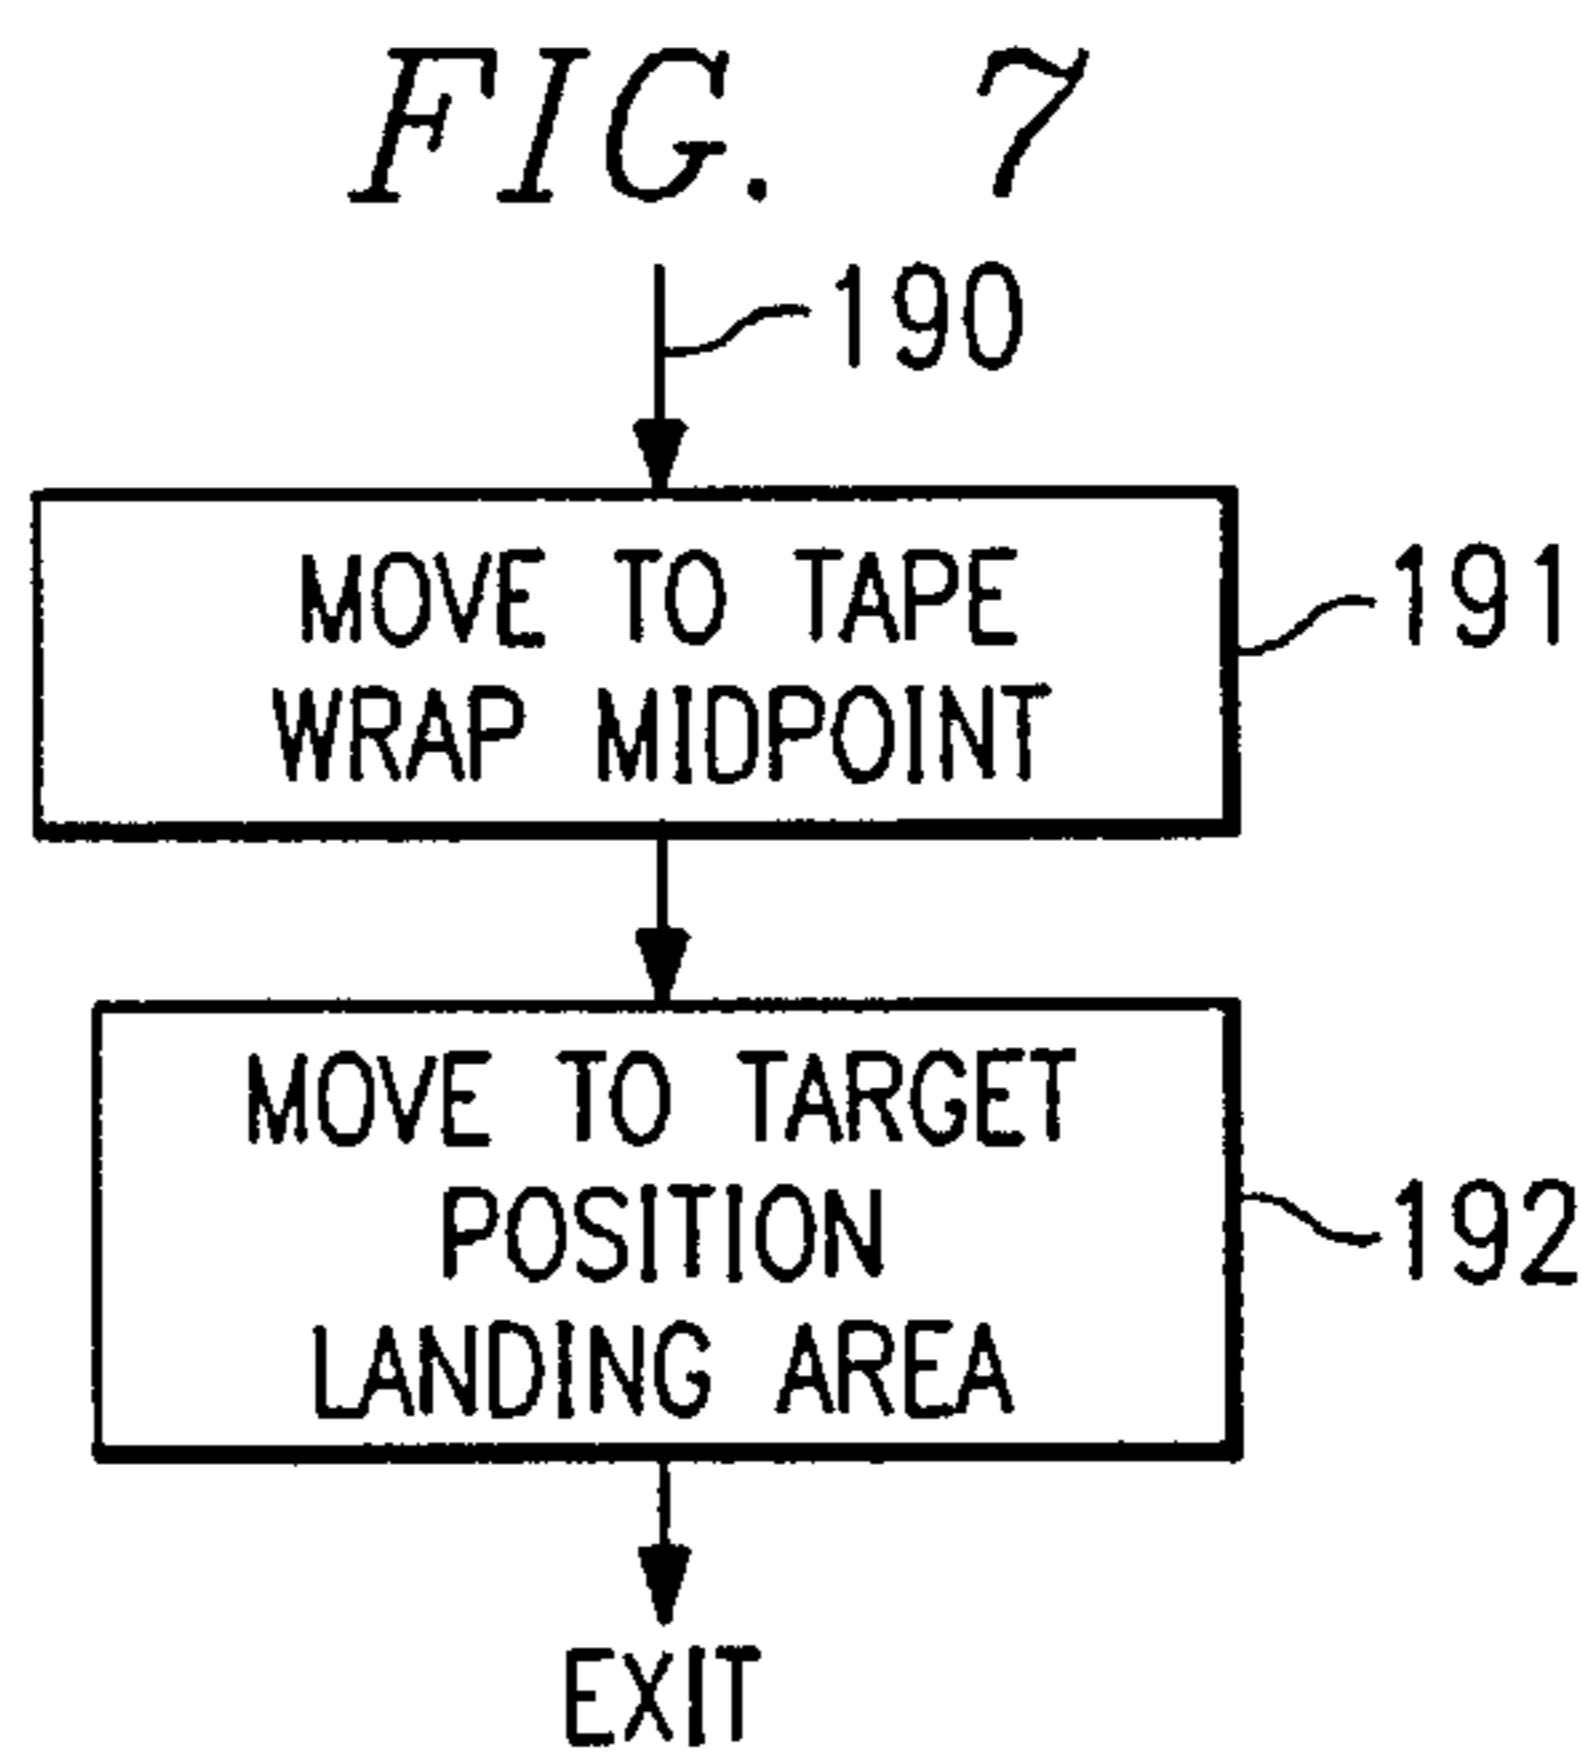 FIG. 7
190
MOVE TO TAPE
WRAP MIDPOINT
191
MOVE TO TARGET
POSITION
LANDING AREA
192
EXIT